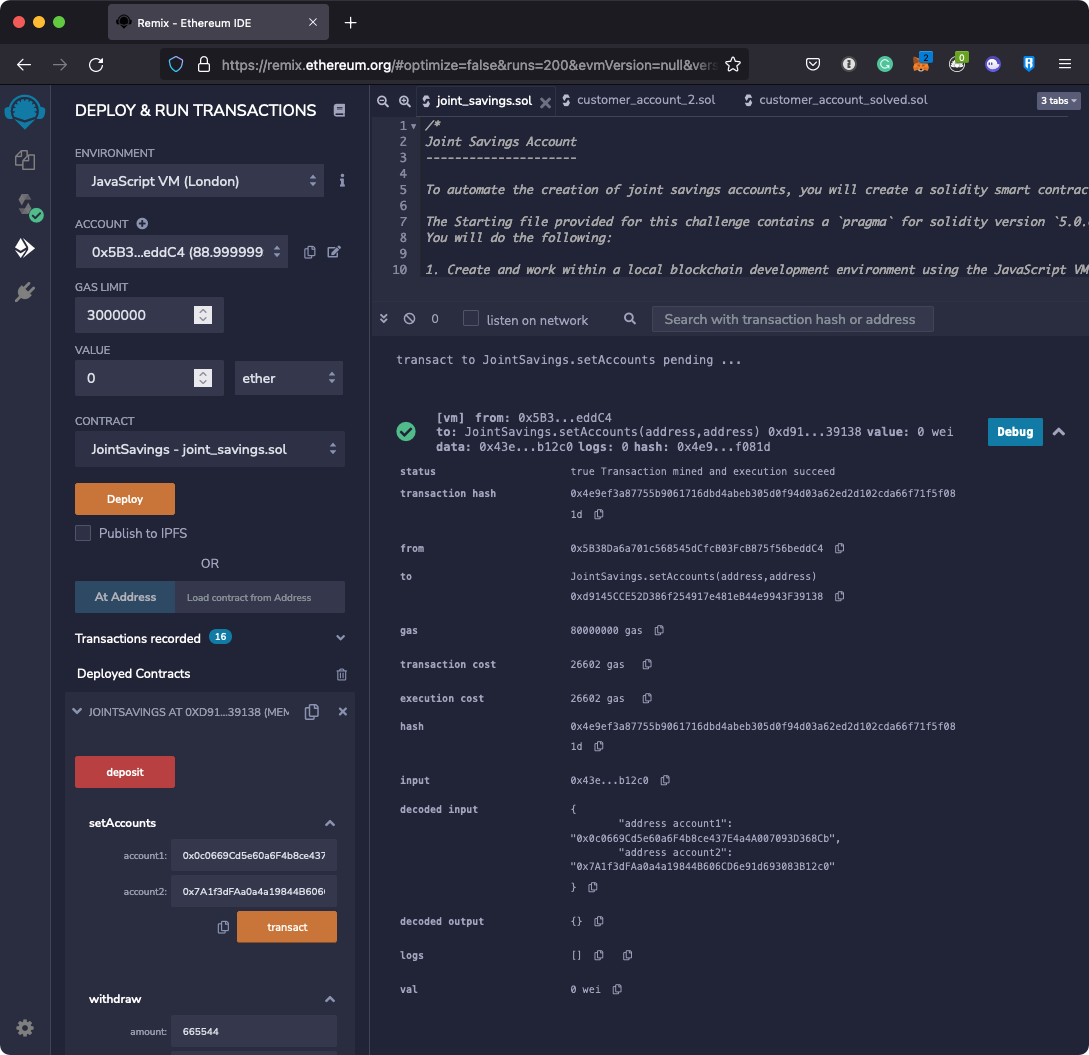 Remix - Ethereum IDE
https://remix.ethereum.org/#optimize=false&runs=200&evmVersion=null&vers
2
0
DEPLOY & RUN TRANSACTIONS
ENVIRONMENT
JavaScript VM (London)
ACCOUNT
0x5B3...eddC4 (88.999999
GAS LIMIT
3000000
VALUE
0
ether
CONTRACT
JointSavings - joint_savings.sol
Deploy
Publish to IPFS
OR
At Address
Load contract from Address
Transactions recorded 16
Deployed Contracts
JOINTSAVINGS AT 0XD91...39138 (MEM
deposit
setAccounts
account1: 0x0c0669Cd5e60a6F4b8ce437
account2: 0x7A1f3dFAa0a4a19844B606
transact
withdraw
amount: 665544
joint_savings.sol
customer_account_2.sol
customer_account_solved.sol
3 tabs
1 /*
2 Joint Savings Account
3 ---------------------
4
5 To automate the creation of joint savings accounts, you will create a solidity smart contrac
6
7 The Starting file provided for this challenge contains a `pragma` for solidity version `5.0.
8 You will do the following:
9
10 1. Create and work within a local blockchain development environment using the JavaScript VM
0
listen on network
Search with transaction hash or address
transact to JointSavings.setAccounts pending ...
[vm] from: 0x5B3...eddC4
to: JointSavings.setAccounts(address,address) 0xd91...39138 value: 0 wei
data: 0x43e...b12c0 logs: 0 hash: 0x4e9...f081d
Debug
status true Transaction mined and execution succeed
transaction hash 0x4e9ef3a87755b9061716dbd4abeb305d0f94d03a62ed2d102cda66f71f5f08
1d
from 0x5B38Da6a701c568545dCfcB03FcB875f56beddC4
to JointSavings.setAccounts(address,address)
0xd9145CCE52D386f254917e481eB44e9943F39138
gas 80000000 gas
transaction cost 26602 gas
execution cost 26602 gas
hash 0x4e9ef3a87755b9061716dbd4abeb305d0f94d03a62ed2d102cda66f71f5f08
1d
input 0x43e...b12c0
decoded input {
"address account1":
"0x0c0669Cd5e60a6F4b8ce437E4a4A007093D368Cb",
"address account2":
"0x7A1f3dFAa0a4a19844B606CD6e91d693083B12c0"
}
decoded output {}
logs []
val 0 wei